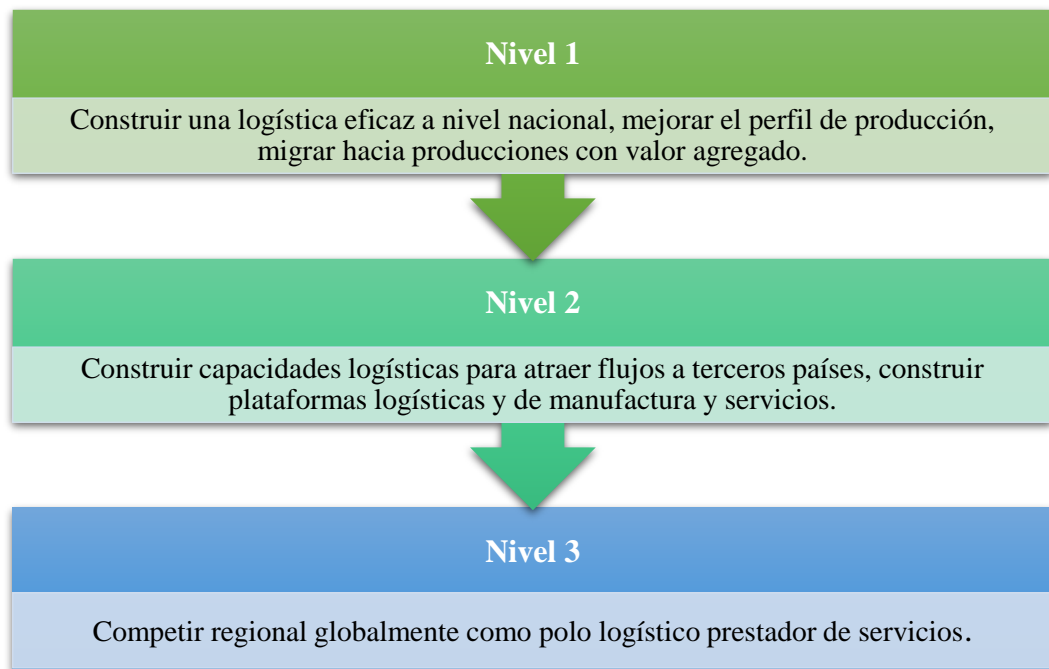 Nivel 1
Construir una logística eficaz a nivel nacional, mejorar el perfil de producción,
migrar hacia producciones con valor agregado.
Nivel 2
Construir capacidades logísticas para atraer flujos a terceros países, construir
plataformas logísticas y de manufactura y servicios.
Nivel 3
Competir regional globalmente como polo logístico prestador de servicios.